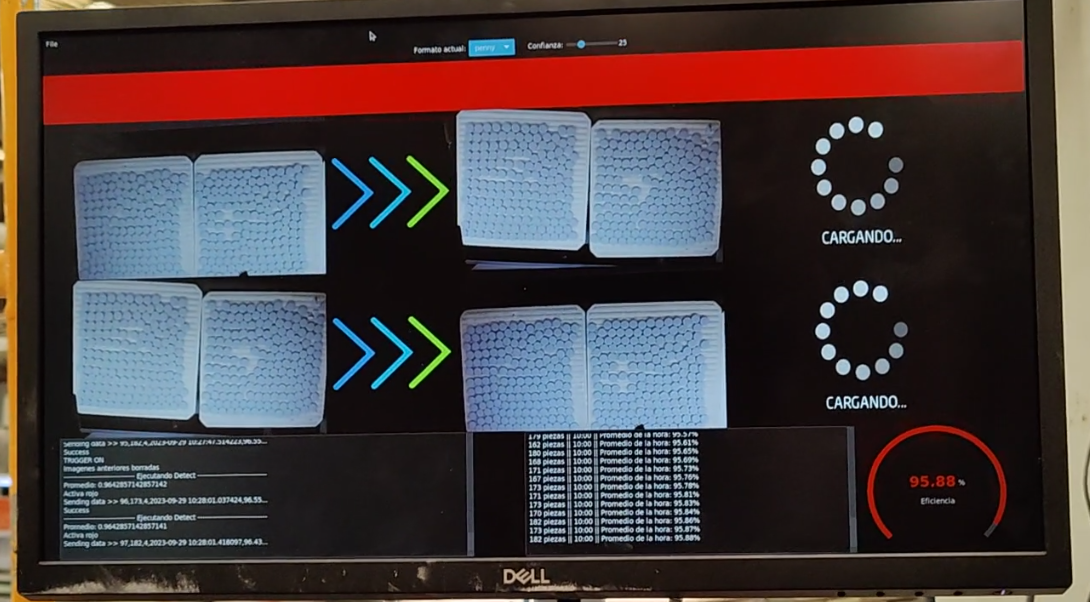 File
Formato actual: penny Confianza: 25
CARGANDO...
CARGANDO...
Sending data >> 95,182,4,2023-09-29 10:27:47.514223,96.55...
Success
TRIGGER ON
Imagenes anteriores borradas
Ejecutando Detect
Promedio: 0.9642857142857142
Activa rojo
Sending data >> 96,173,4,2023-09-29 10:28:01.037424,96.55...
Success
Ejecutando Detect
Promedio: 0.9642857142857141
Activa rojo
Sending data >> 97,182,4,2023-09-29 10:28:01.418097,96.43...
179 piezas || 10:00 || Promedio de la hora: 95.57%
162 piezas || 10:00 || Promedio de la hora: 95.61%
180 piezas || 10:00 || Promedio de la hora: 95.65%
168 piezas || 10:00 || Promedio de la hora: 95.69%
171 piezas || 10:00 || Promedio de la hora: 95.73%
167 piezas || 10:00 || Promedio de la hora: 95.76%
173 piezas || 10:00 || Promedio de la hora: 95.78%
171 piezas || 10:00 || Promedio de la hora: 95.81%
173 piezas || 10:00 || Promedio de la hora: 95.83%
170 piezas || 10:00 || Promedio de la hora: 95.84%
182 piezas || 10:00 || Promedio de la hora: 95.86%
173 piezas || 10:00 || Promedio de la hora: 95.87%
182 piezas || 10:00 || Promedio de la hora: 95.88%
95.88 %
Eficiencia
DELL